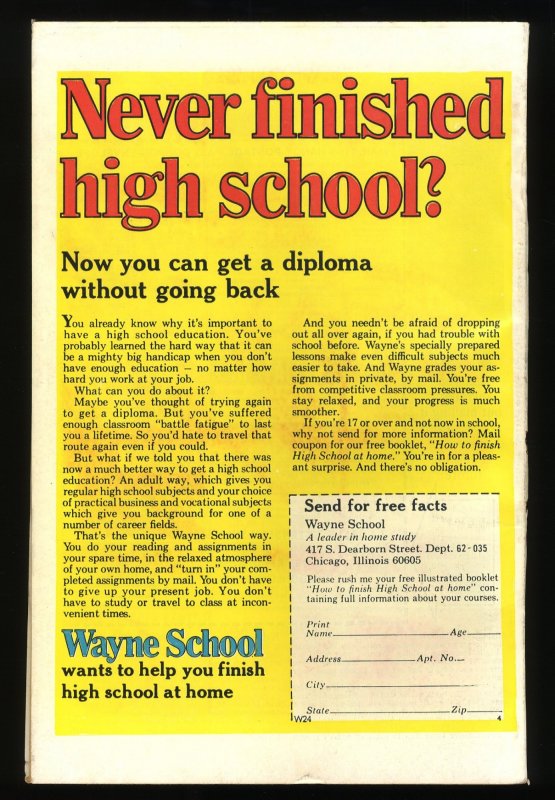 Never finished
high school?
Now you can get a diploma
without going back
You already know why it's important to
have a high school education. You've
probably learned the hard way that it can
be a mighty big handicap when you don't
have enough education — no matter how
hard you work at your job.
What can you do about it?
Maybe you've thought of trying again
to get a diploma. But you've suffered
enough classroom "battle fatigue" to last
you a lifetime. So you'd hate to travel that
route again even if you could.
But what if we told you that there was
now a much better way to get a high school
education? An adult way, which gives you
regular high school subjects and your choice
of practical business and vocational subjects
which give you background for one of a
number of career fields.
That's the unique Wayne School way.
You do your reading and assignments in
your spare time, in the relaxed atmosphere
of your own home, and "turn in" your com-
pleted assignments by mail. You don't have
to give up your present job. You don't
have to study or travel to class at incon-
venient times.
Wayne School
wants to help you finish
high school at home
And you needn't be afraid of dropping
out all over again, if you had trouble with
school before. Wayne's specially prepared
lessons make even difficult subjects much
easier to take. And Wayne grades your as-
signments in private, by mail. You're free
from competitive classroom pressures. You
stay relaxed, and your progress is much
smoother.
If you're 17 or over and not now in school,
why not send for more information? Mail
coupon for our free booklet, "How to finish
High School at home." You're in for a pleas-
ant surprise. And there's no obligation.
Send for free facts
Wayne School
A leader in home study
417 S. Dearborn Street. Dept. 62-035
Chicago, Illinois 60605
Please rush me your free illustrated booklet
"How to finish High School at home" con-
taining full information about your courses.
Print
Name Age
Address Apt. No.
City
State Zip
W24 4